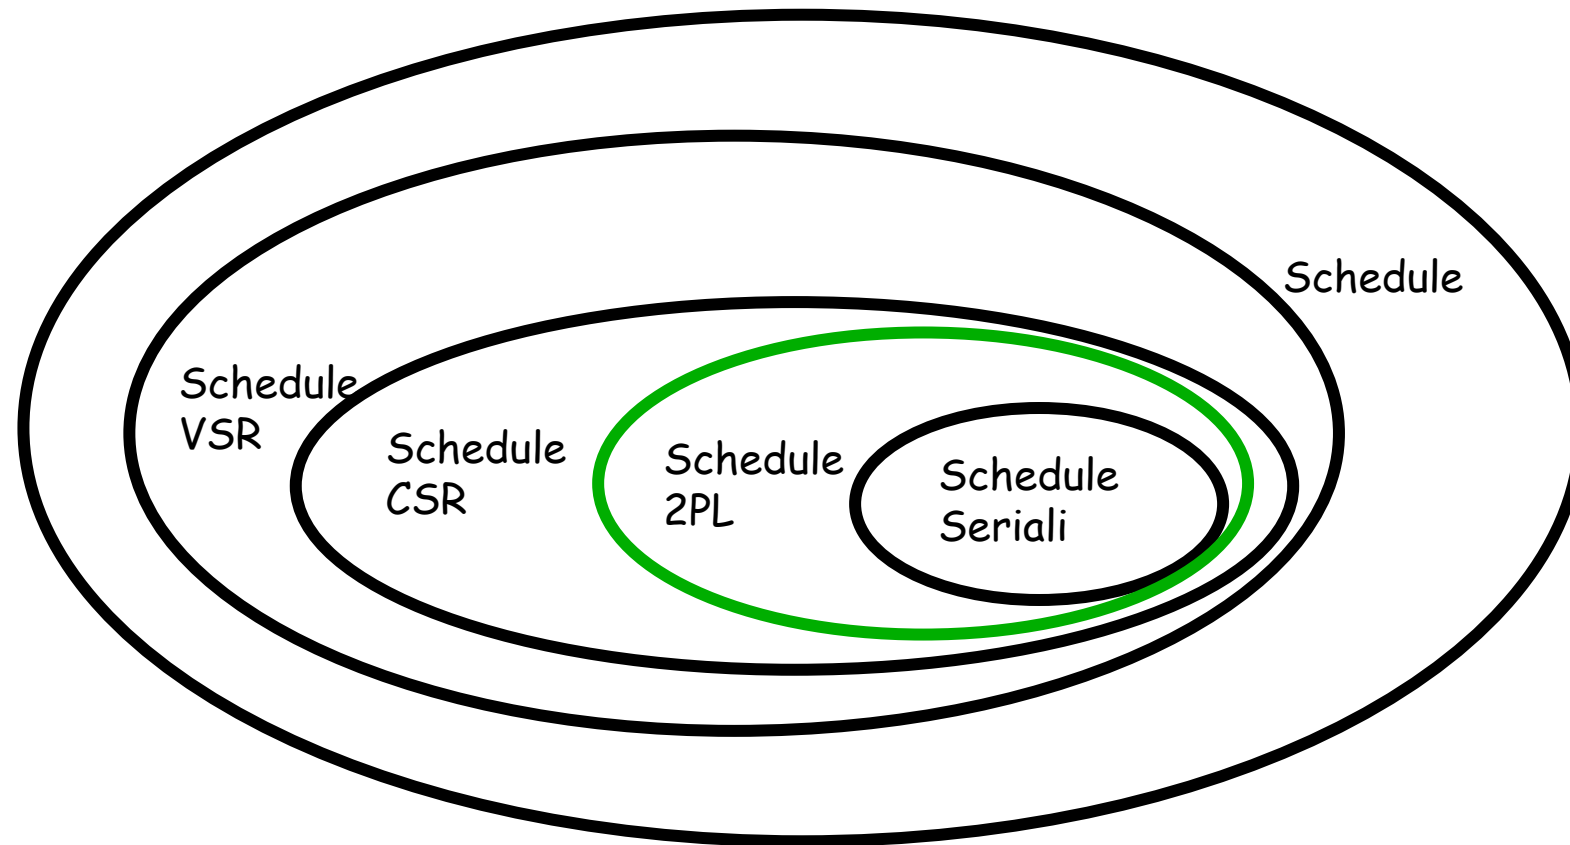 Schedule
Schedule
VSR
Schedule
CSR
Schedule
2PL
Schedule
Seriali